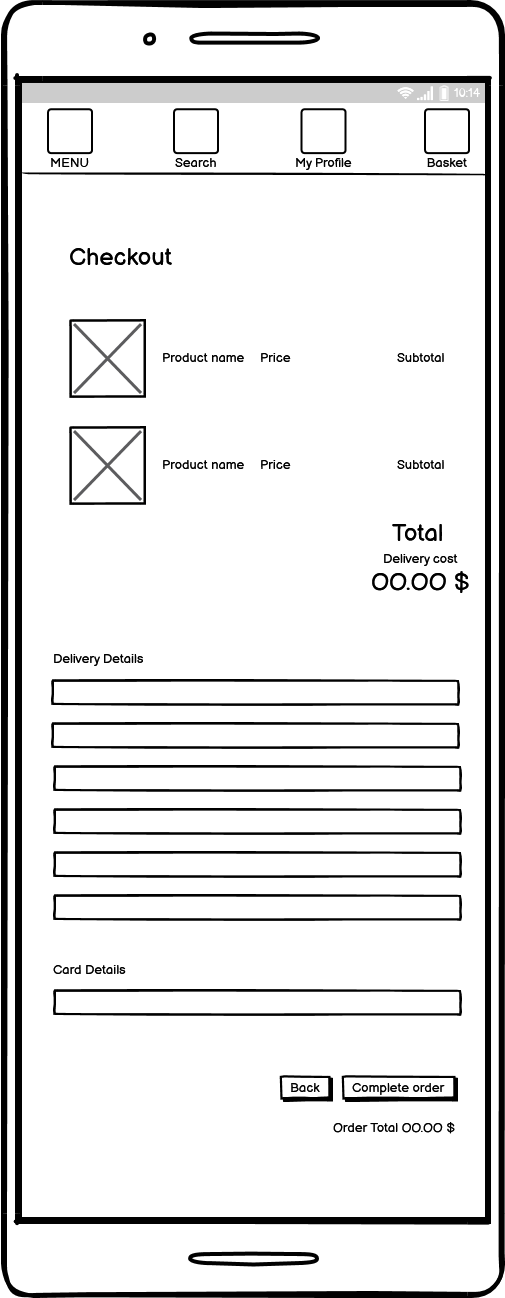 10:14
MENU Search My Profile Basket
Checkout
Product name Price Subtotal
Product name Price Subtotal
Total
Delivery cost
00.00 $
Delivery Details
Card Details
Back Complete order
Order Total 00.00 $